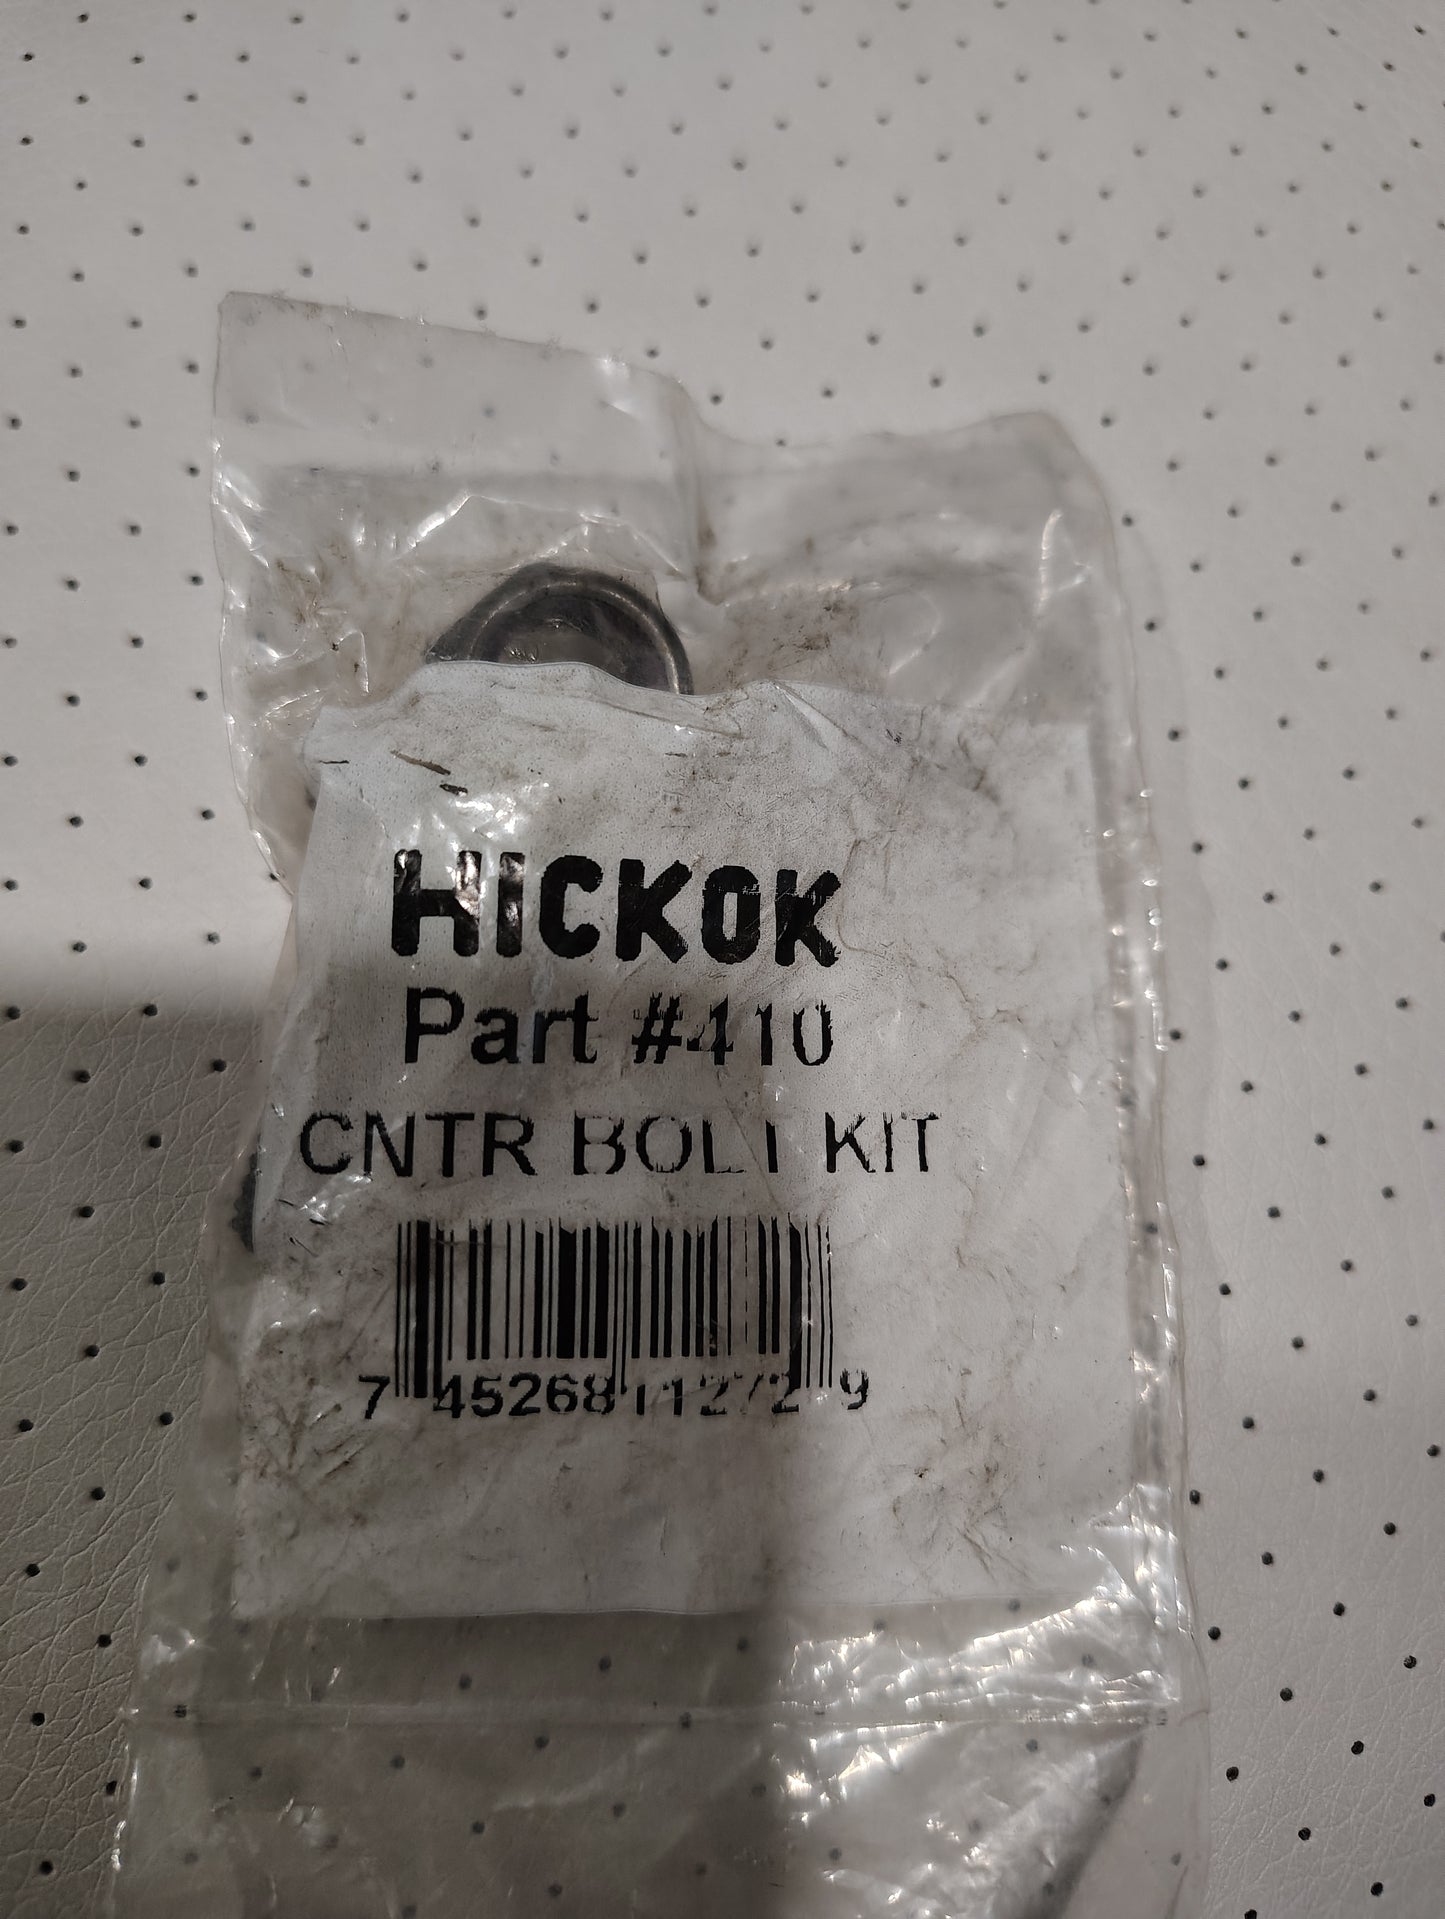 HICKOK
Part #410
CNTR BOLT KIT
7 45268 11272 9